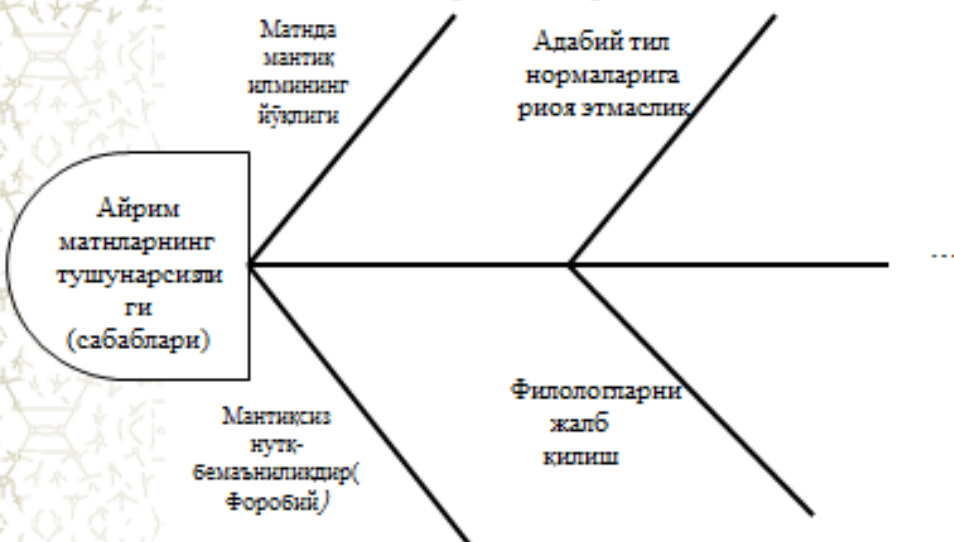 Матнда
мантиқ
илмининг
йўқлиги
Адабий тил
нормаларига
риоя этмаслик
Айрим
матнларнинг
тушунарсизли
ги
(сабаблари)
Мантиқсиз
нутқ-
бемаъниликдир(
Форобий)
Филологларни
жалб
қилиш
...